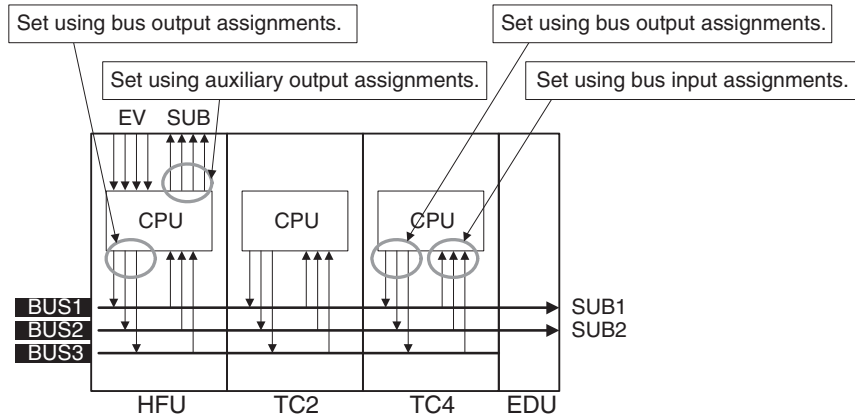 Set using bus output assignments.
Set using bus output assignments.
Set using auxiliary output assignments.
Set using bus input assignments.
EV SUB
CPU
CPU
CPU
BUS1
SUB1
BUS2
SUB2
BUS3
HFU
TC2
TC4
EDU